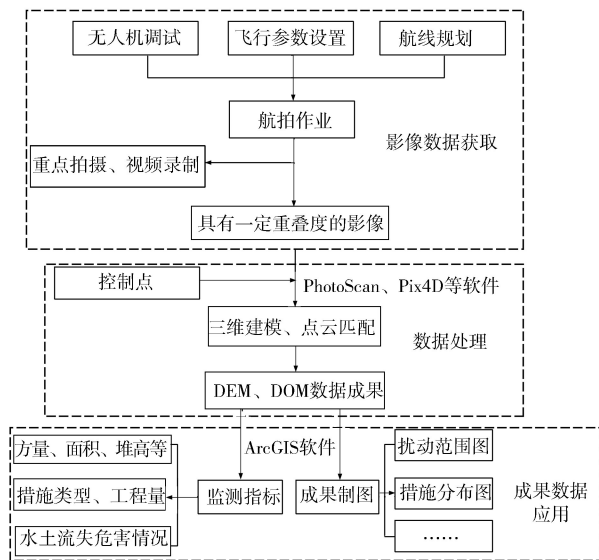 无人机调试
飞行参数设置
航线规划
航拍作业
影像数据获取
重点拍摄、视频录制
具有一定重叠度的影像
控制点
PhotoScan、Pix4D等软件
三维建模、点云匹配
数据处理
DEM、DOM数据成果
方量、面积、堆高等
ArcGIS软件
扰动范围图
措施类型、工程量
监测指标
成果制图
措施分布图
成果数据
应用
水土流失危害情况
……